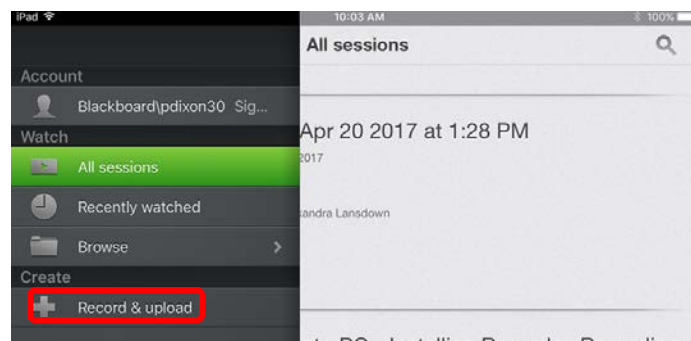 iPad 10:03 AM 100%
All sessions
Account
Blackboard\pdixon30 Sig...
Watch
All sessions
Recently watched
Browse
Create
Record & upload
Apr 20 2017 at 1:28 PM
2017
Lansdown